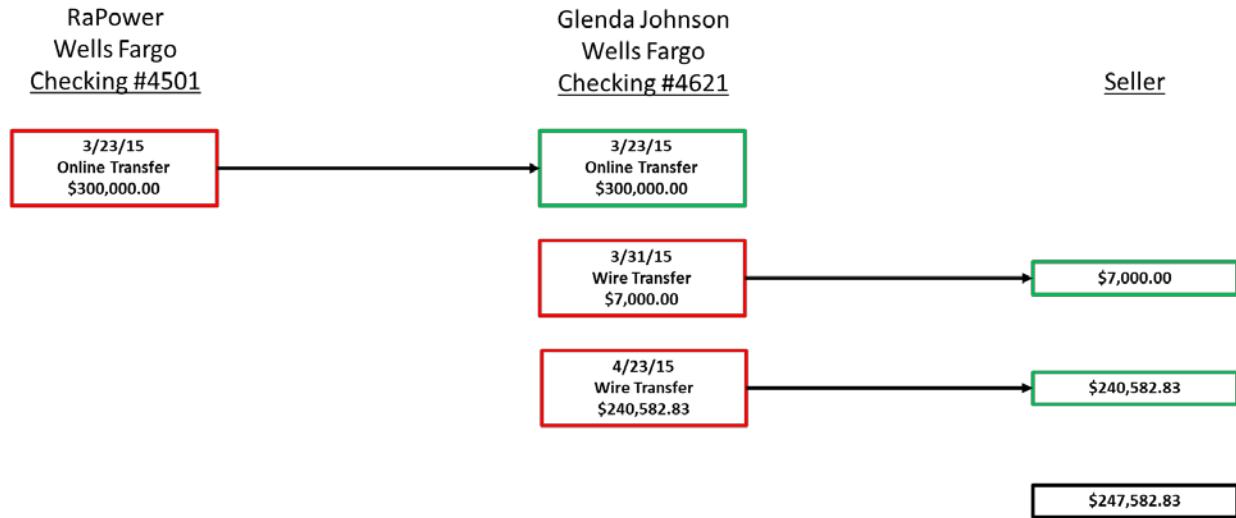 RaPower
Wells Fargo
Checking #4501
Glenda Johnson
Wells Fargo
Checking #4621
Seller
3/23/15
Online Transfer
$300,000.00
3/23/15
Online Transfer
$300,000.00
3/31/15
Wire Transfer
$7,000.00
$7,000.00
4/23/15
Wire Transfer
$240,582.83
$240,582.83
$247,582.83